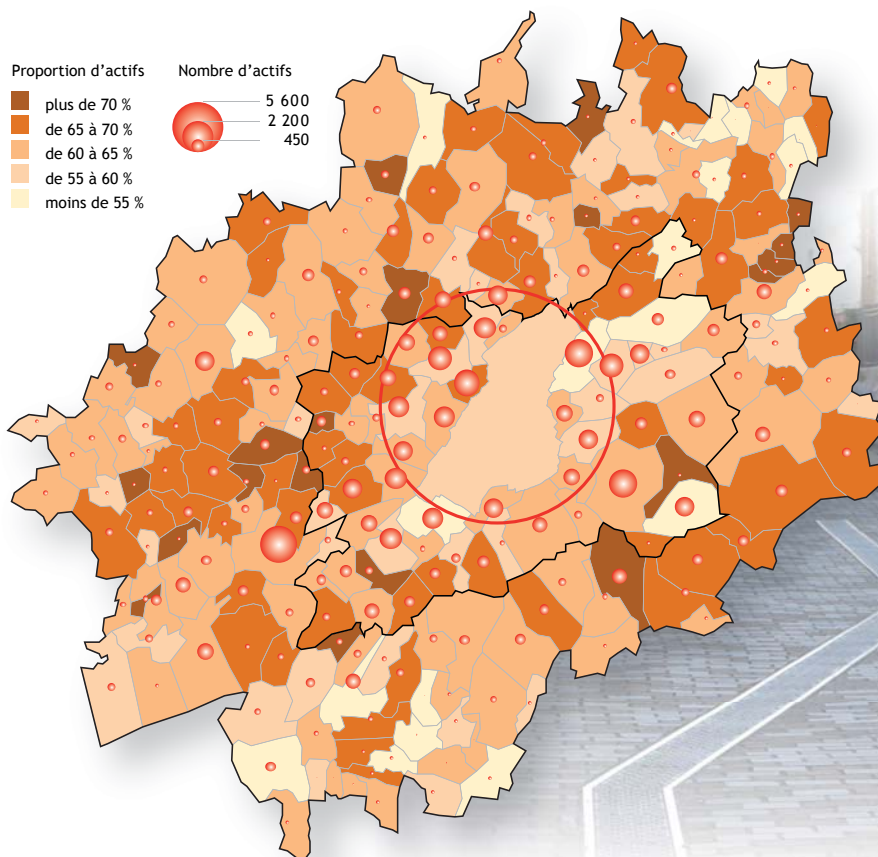 Proportion d'actifs
plus de 70 %
de 65 à 70 %
de 60 à 65 %
de 55 à 60 %
moins de 55 %
Nombre d'actifs
5 600
2 200
450